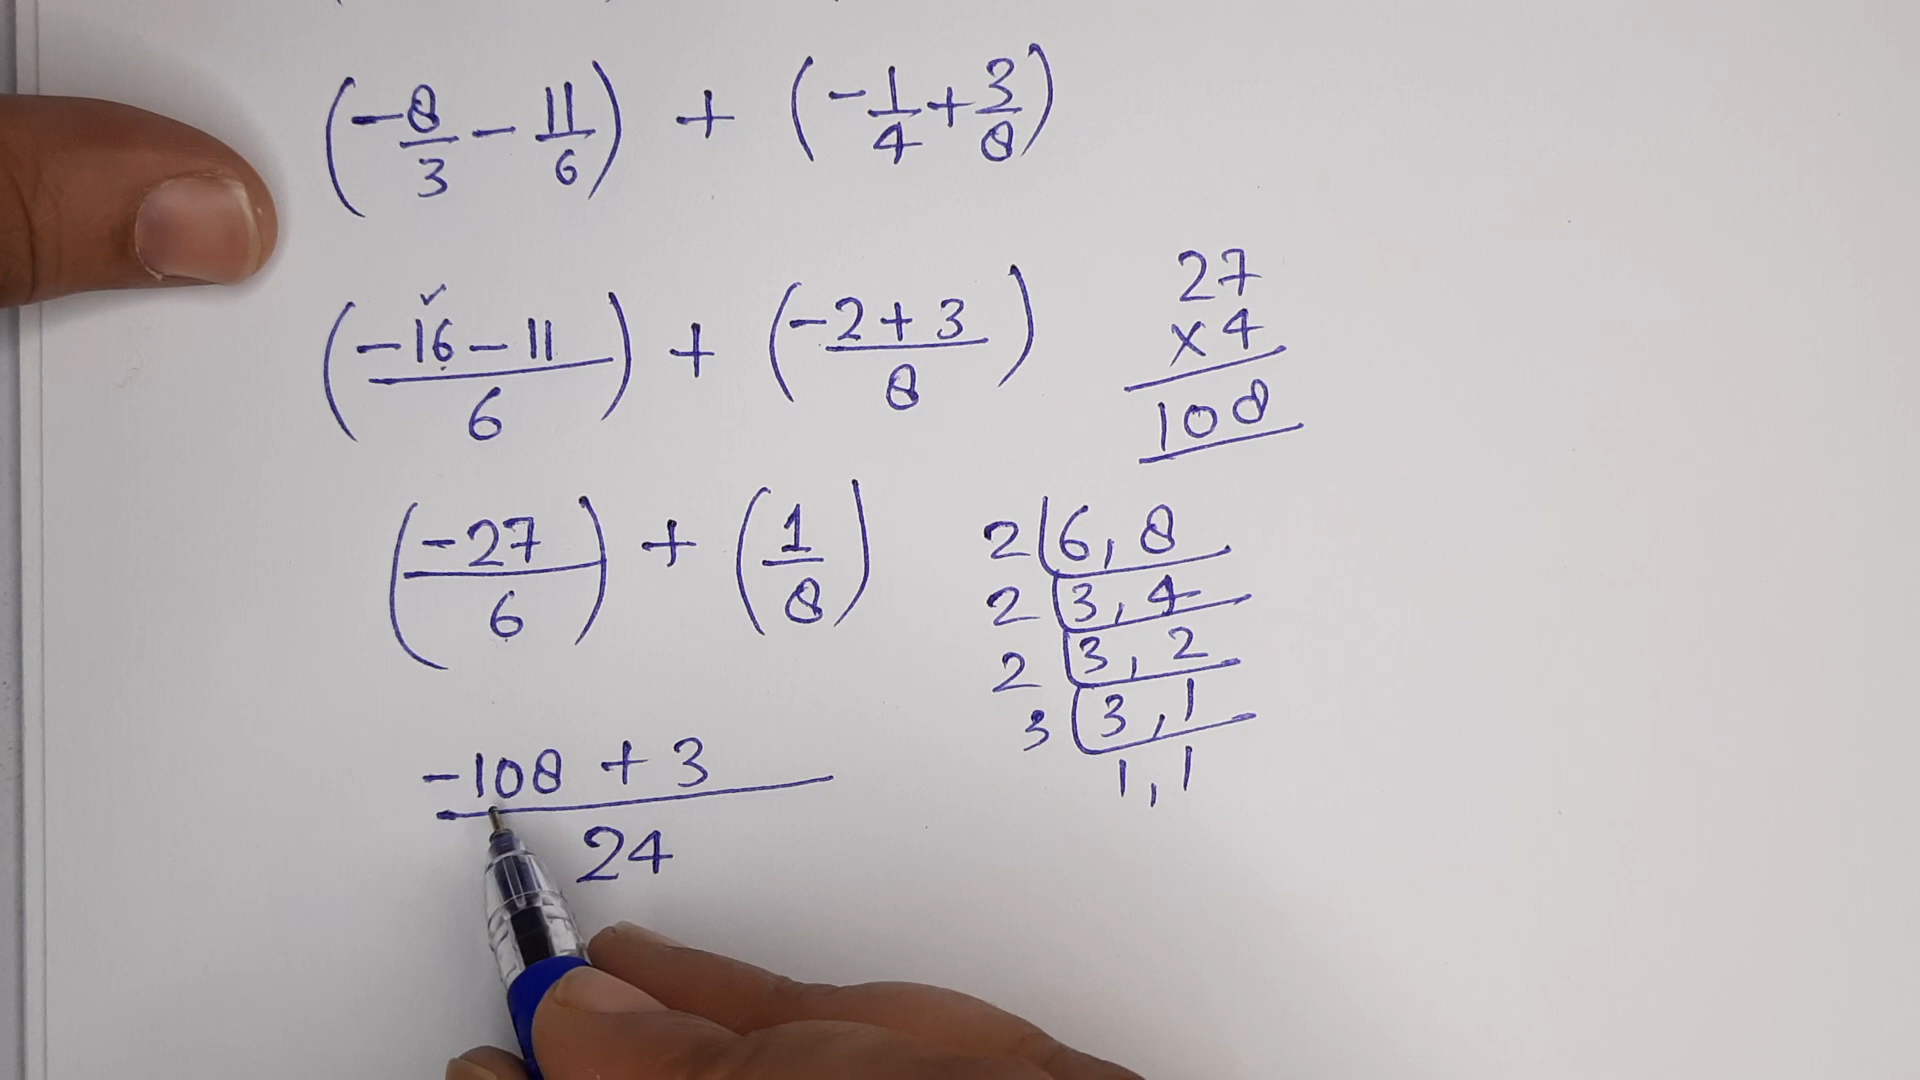 (-8/3 - 11/6) + (-1/4 + 3/8)
(-16 - 11 / 6) + (-2 + 3 / 8)
(-27/6) + (1/8)
-108 + 3 / 24
27
× 4
108
2 | 6, 8
2 | 3, 4
2 | 3, 2
3 | 3, 1
1, 1